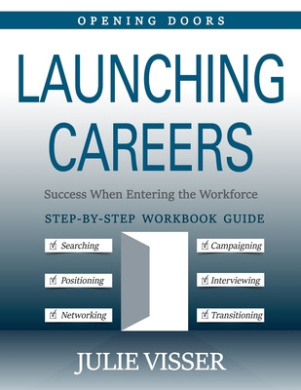 OPENING DOORS
LAUNCHING
CAREERS
Success When Entering the Workforce
STEP-BY-STEP WORKBOOK GUIDE
Searching
Campaigning
Positioning
Interviewing
Networking
Transitioning
JULIE VISSER